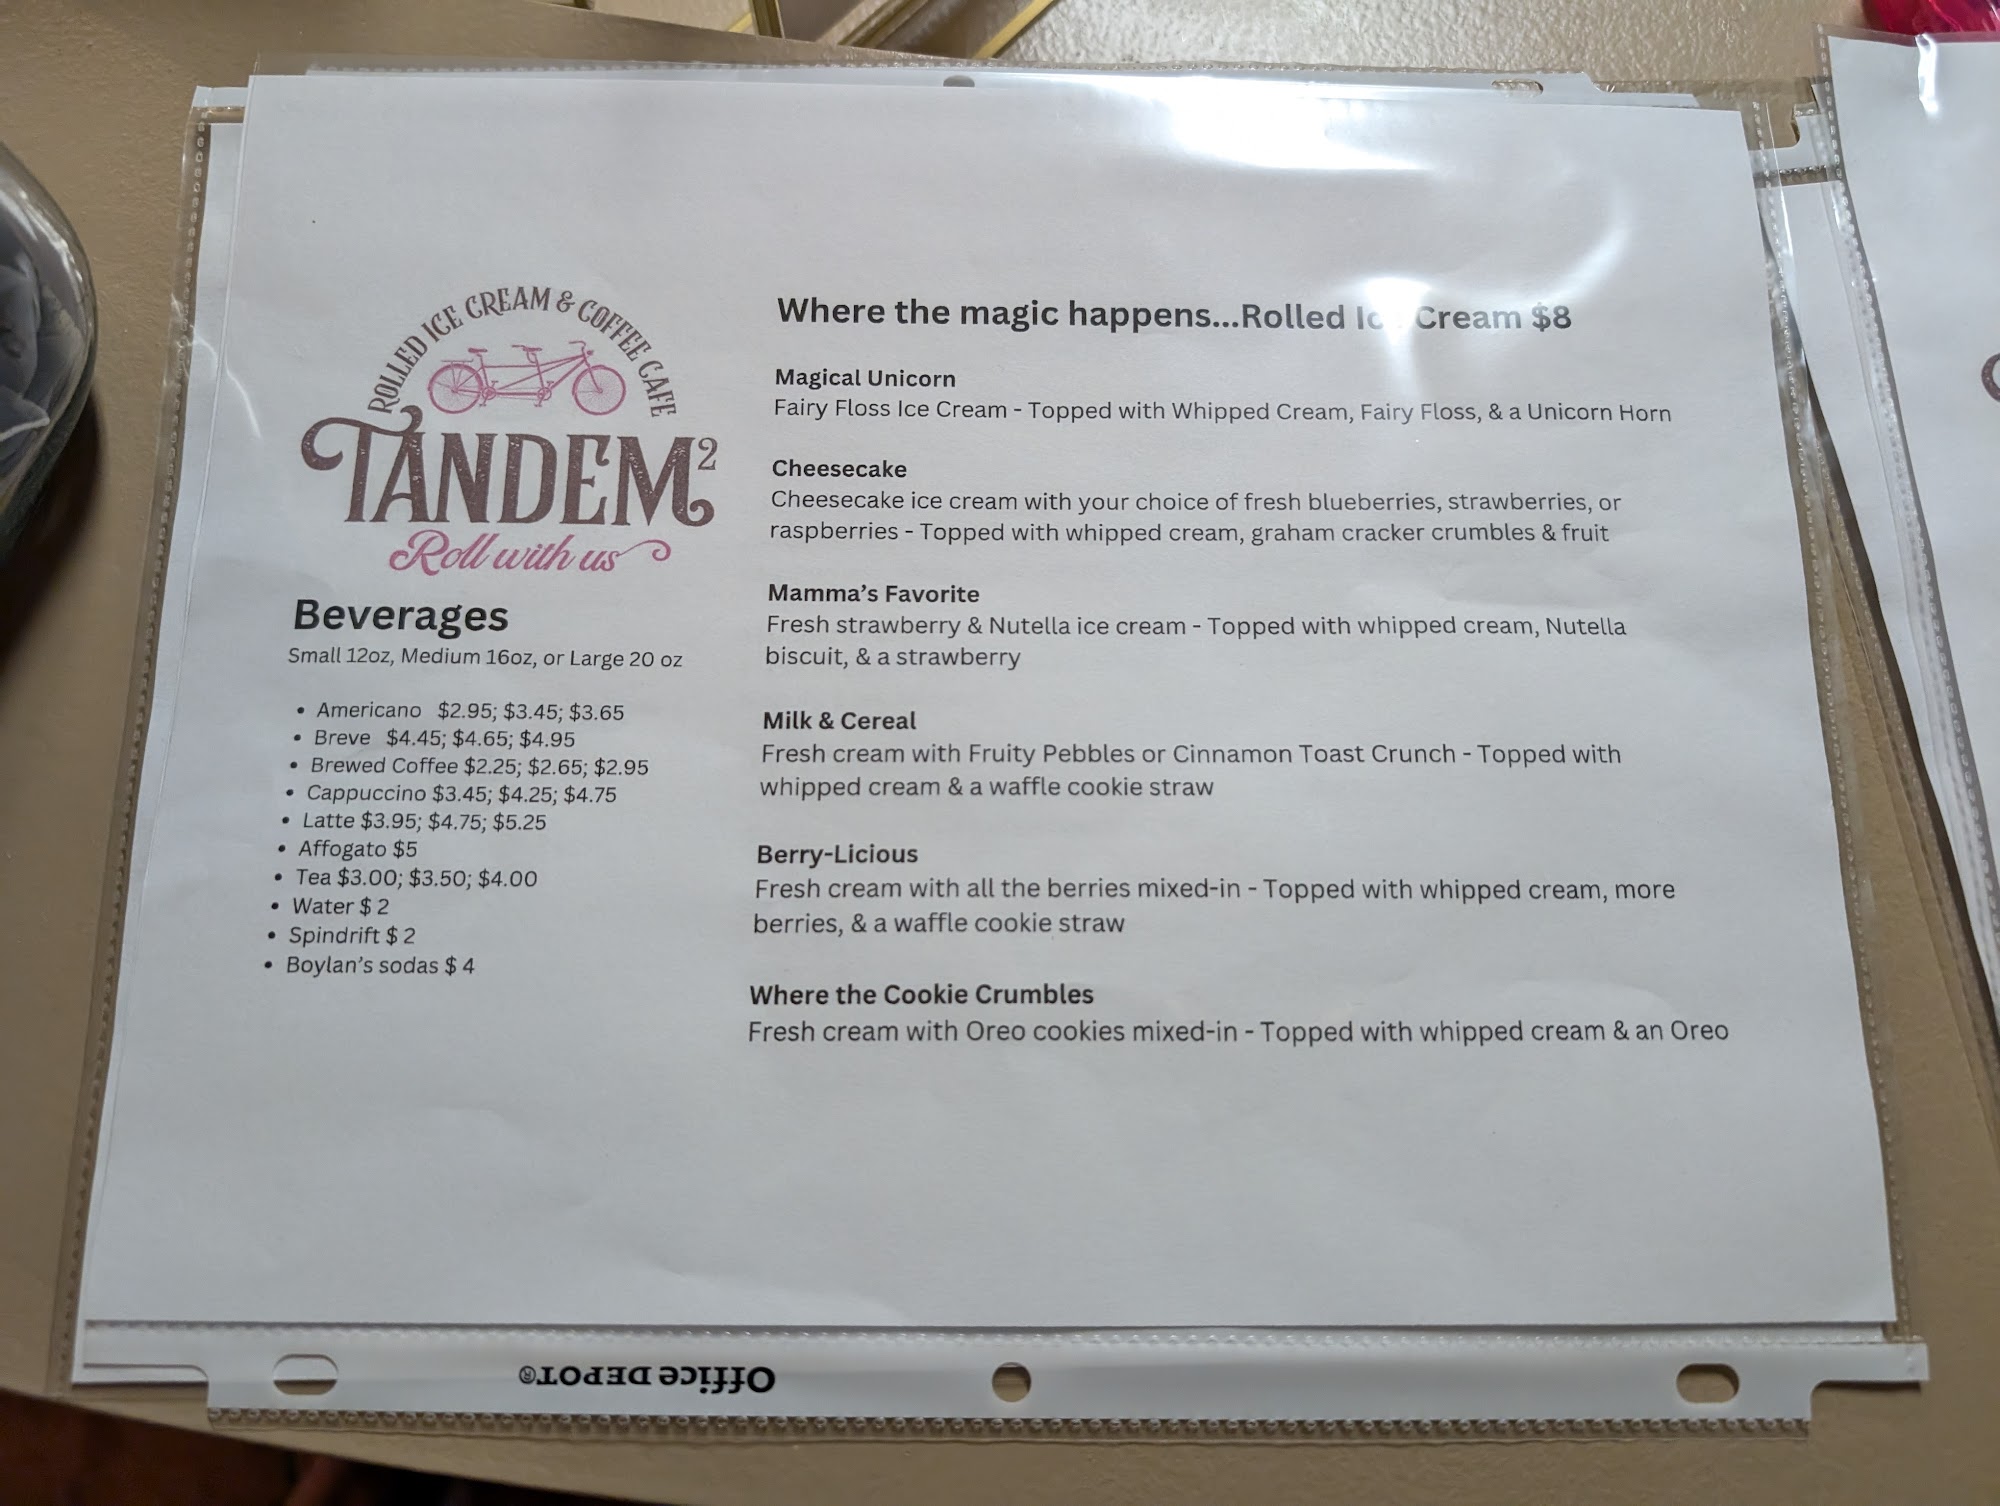 ROLLED ICE CREAM & COFFEE CAFE
TANDEM²
Roll with us
Beverages
Small 12oz, Medium 16oz, or Large 20 oz
• Americano $2.95; $3.45; $3.65
• Breve $4.45; $4.65; $4.95
• Brewed Coffee $2.25; $2.65; $2.95
• Cappuccino $3.45; $4.25; $4.75
• Latte $3.95; $4.75; $5.25
• Affogato $5
• Tea $3.00; $3.50; $4.00
• Water $ 2
• Spindrift $ 2
• Boylan's sodas $ 4
Where the magic happens...Rolled Ice Cream $8
Magical Unicorn
Fairy Floss Ice Cream - Topped with Whipped Cream, Fairy Floss, & a Unicorn Horn
Cheesecake
Cheesecake ice cream with your choice of fresh blueberries, strawberries, or
raspberries - Topped with whipped cream, graham cracker crumbles & fruit
Mamma's Favorite
Fresh strawberry & Nutella ice cream - Topped with whipped cream, Nutella
biscuit, & a strawberry
Milk & Cereal
Fresh cream with Fruity Pebbles or Cinnamon Toast Crunch - Topped with
whipped cream & a waffle cookie straw
Berry-Licious
Fresh cream with all the berries mixed-in - Topped with whipped cream, more
berries, & a waffle cookie straw
Where the Cookie Crumbles
Fresh cream with Oreo cookies mixed-in - Topped with whipped cream & an Oreo
Office DEPOT®